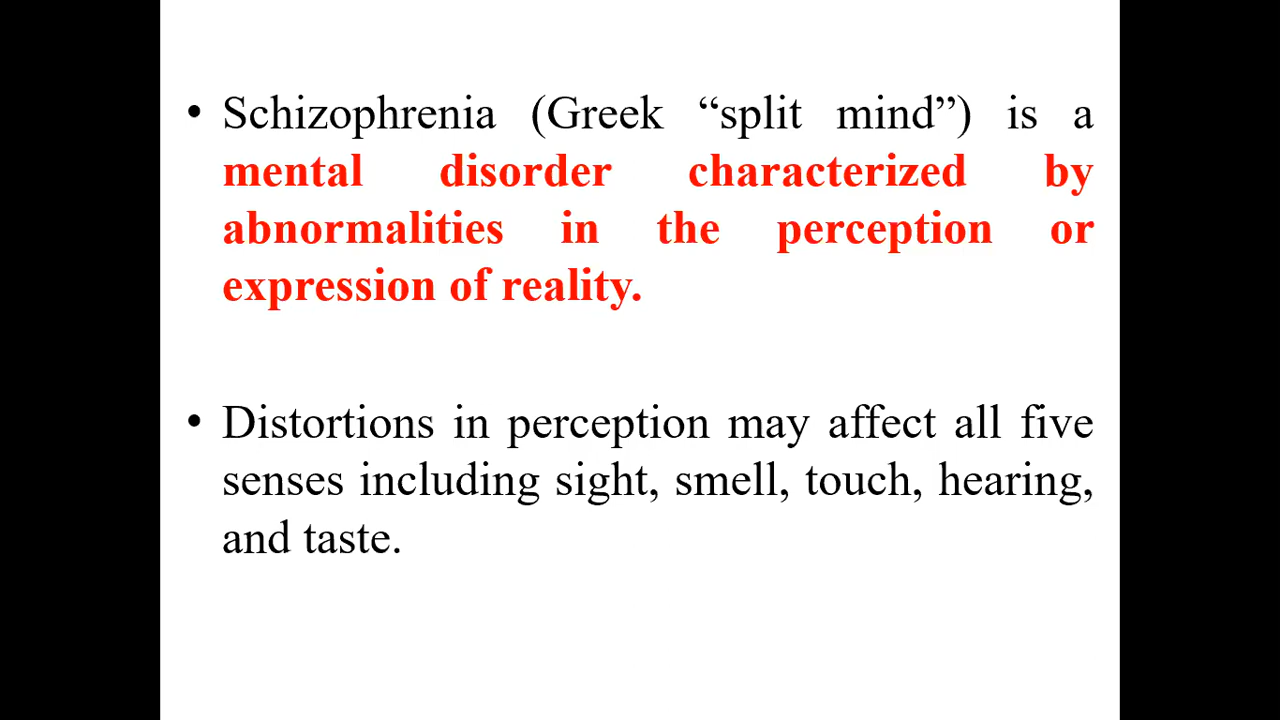 • Schizophrenia (Greek “split mind”) is a
mental disorder characterized by
abnormalities in the perception or
expression of reality.
• Distortions in perception may affect all five
senses including sight, smell, touch, hearing,
and taste.